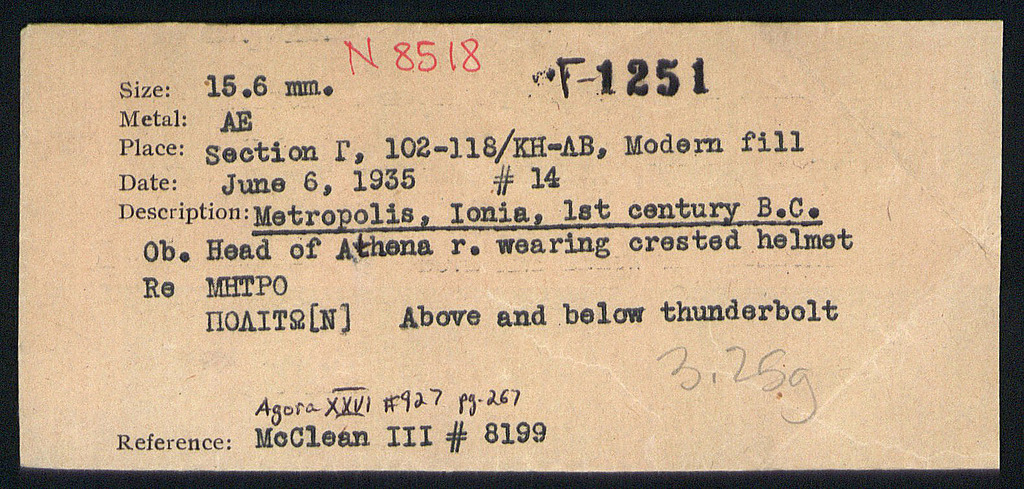 N 8518
Γ-1251
Size: 15.6 mm.
Metal: AE
Place: Section Γ, 102-118/ΚΗ-ΛΒ, Modern fill
Date: June 6, 1935 # 14
Description: Metropolis, Ionia, 1st century B.C.
Ob. Head of Athena r. wearing crested helmet
Re ΜΗΤΡΟ
ΠΟΛΙΤΩ[Ν] Above and below thunderbolt
3.25g
Agora XXVI #927 pg. 267
Reference: McClean III # 8199